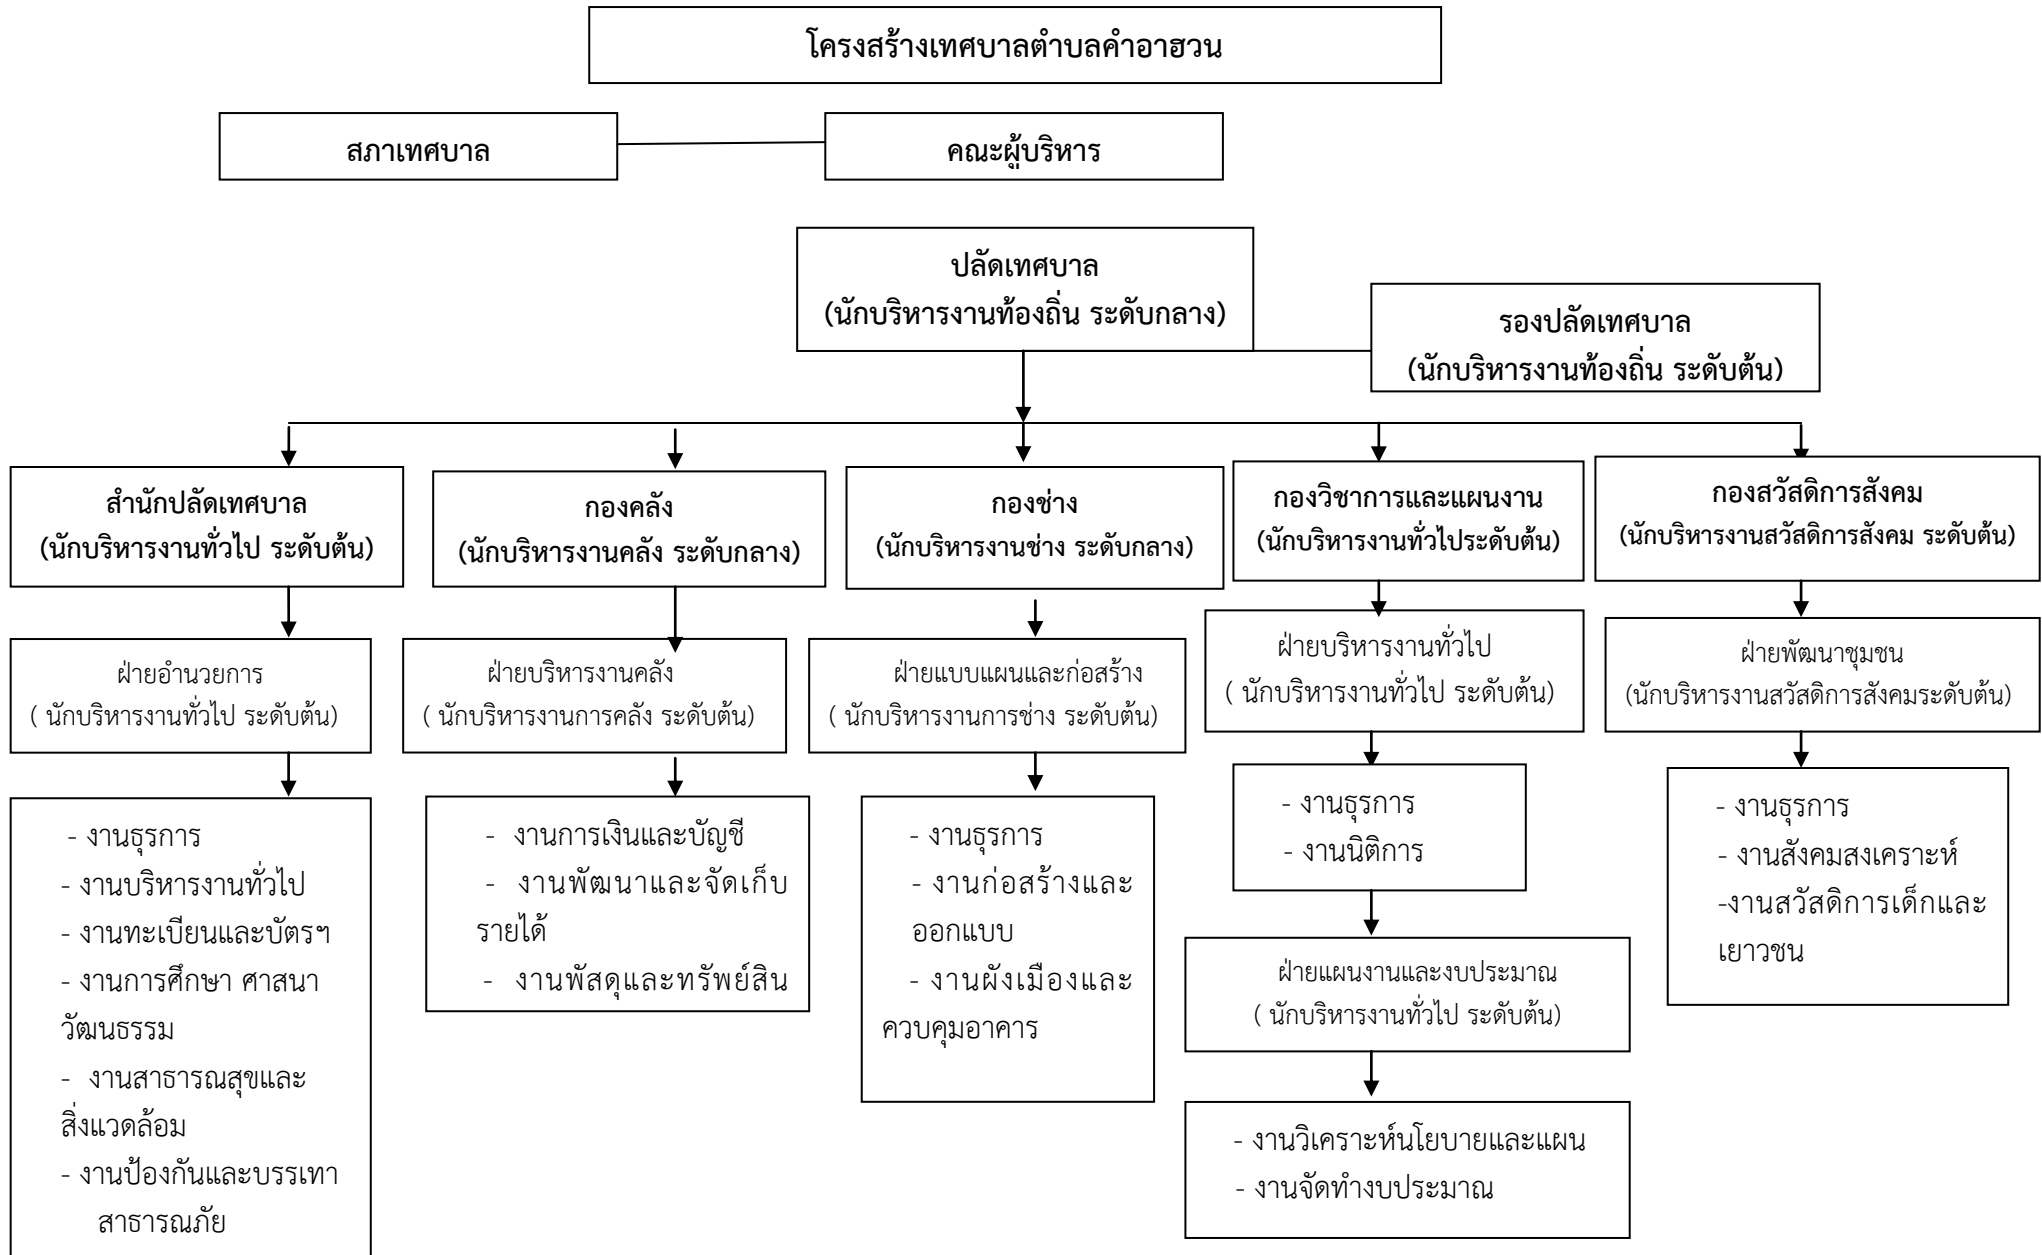 โครงสร้างเทศบาลตำบลคำอาฮวน
สภาเทศบาล
คณะผู้บริหาร
ปลัดเทศบาล
(นักบริหารงานท้องถิ่น ระดับกลาง)
รองปลัดเทศบาล
(นักบริหารงานท้องถิ่น ระดับต้น)
สำนักปลัดเทศบาล
(นักบริหารงานทั่วไป ระดับต้น)
กองคลัง
(นักบริหารงานคลัง ระดับกลาง)
กองช่าง
(นักบริหารงานช่าง ระดับกลาง)
กองวิชาการและแผนงาน
(นักบริหารงานทั่วไประดับต้น)
กองสวัสดิการสังคม
(นักบริหารงานสวัสดิการสังคม ระดับต้น)
ฝ่ายอำนวยการ
( นักบริหารงานทั่วไป ระดับต้น)
ฝ่ายบริหารงานคลัง
( นักบริหารงานการคลัง ระดับต้น)
ฝ่ายแบบแผนและก่อสร้าง
( นักบริหารงานการช่าง ระดับต้น)
ฝ่ายบริหารงานทั่วไป
( นักบริหารงานทั่วไป ระดับต้น)
ฝ่ายพัฒนาชุมชน
(นักบริหารงานสวัสดิการสังคมระดับต้น)
- งานธุรการ
- งานบริหารงานทั่วไป
- งานทะเบียนและบัตรฯ
- งานการศึกษา ศาสนา
วัฒนธรรม
- งานสาธารณสุขและ
สิ่งแวดล้อม
- งานป้องกันและบรรเทา
สาธารณภัย
- งานการเงินและบัญชี
- งานพัฒนาและจัดเก็บ
รายได้
- งานพัสดุและทรัพย์สิน
- งานธุรการ
- งานก่อสร้างและ
ออกแบบ
- งานผังเมืองและ
ควบคุมอาคาร
- งานธุรการ
- งานนิติการ
ฝ่ายแผนงานและงบประมาณ
( นักบริหารงานทั่วไป ระดับต้น)
- งานวิเคราะห์นโยบายและแผน
- งานจัดทำงบประมาณ
- งานธุรการ
- งานสังคมสงเคราะห์
-งานสวัสดิการเด็กและ
เยาวชน